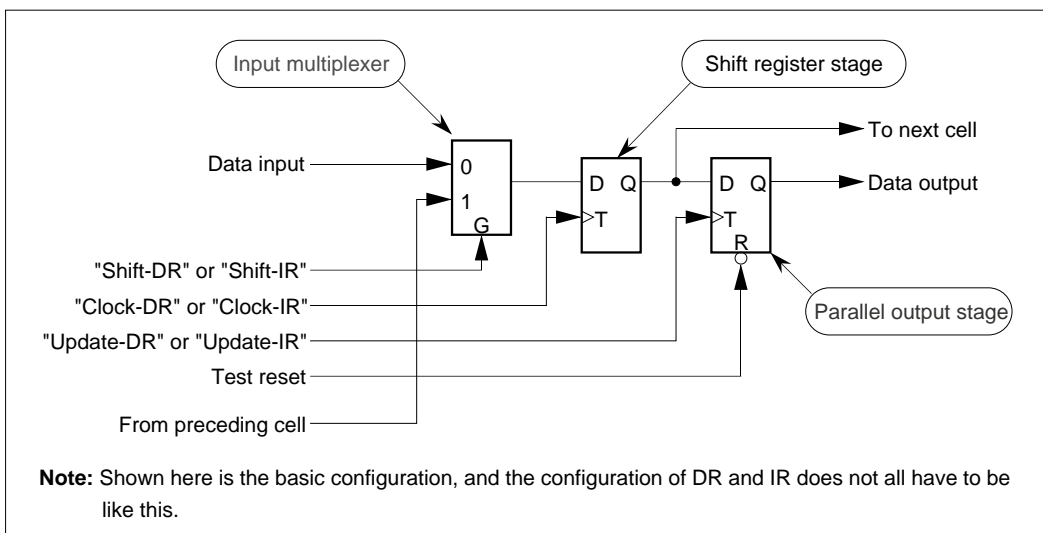 Input multiplexer
Shift register stage
To next cell
Data input
0
D Q
D Q
Data output
1
T
T
G
R
"Shift-DR" or "Shift-IR"
"Clock-DR" or "Clock-IR"
Parallel output stage
"Update-DR" or "Update-IR"
Test reset
From preceding cell
Note: Shown here is the basic configuration, and the configuration of DR and IR does not all have to be
like this.